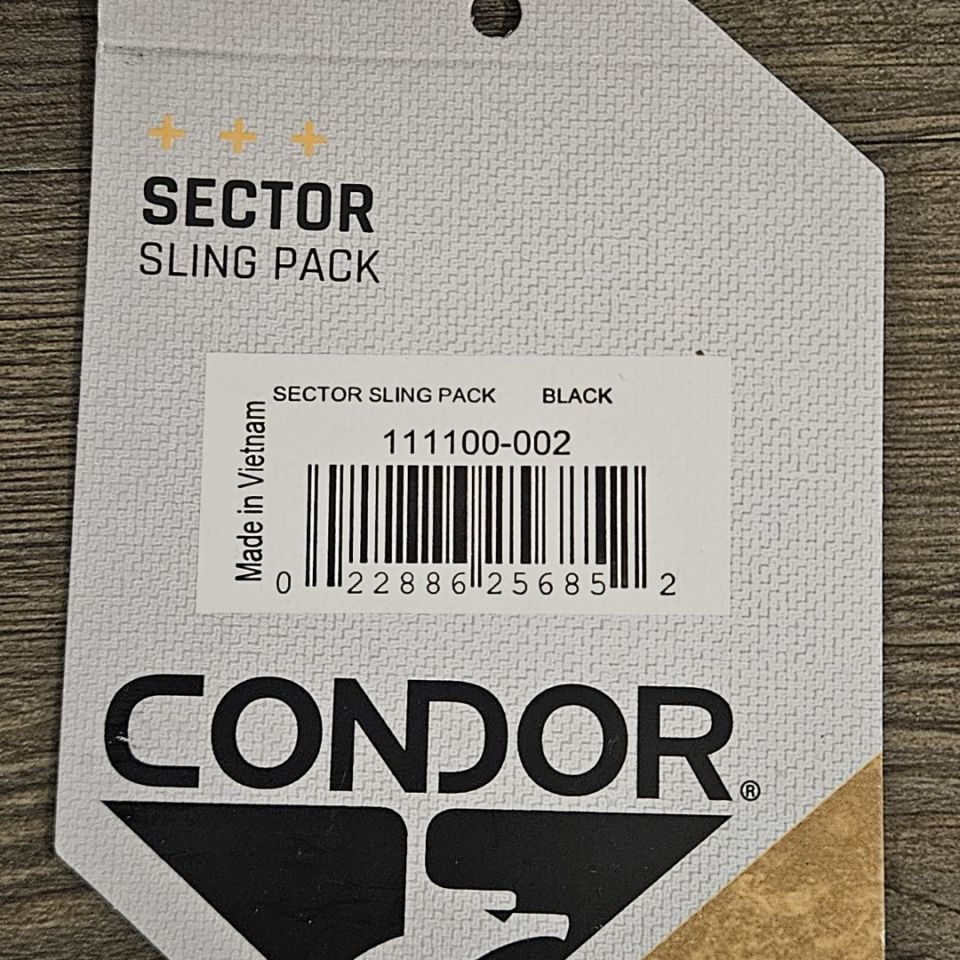 + + +
SECTOR
SLING PACK
SECTOR SLING PACK BLACK
111100-002
Made in Vietnam
0 22886 25685 2
CONDOR®